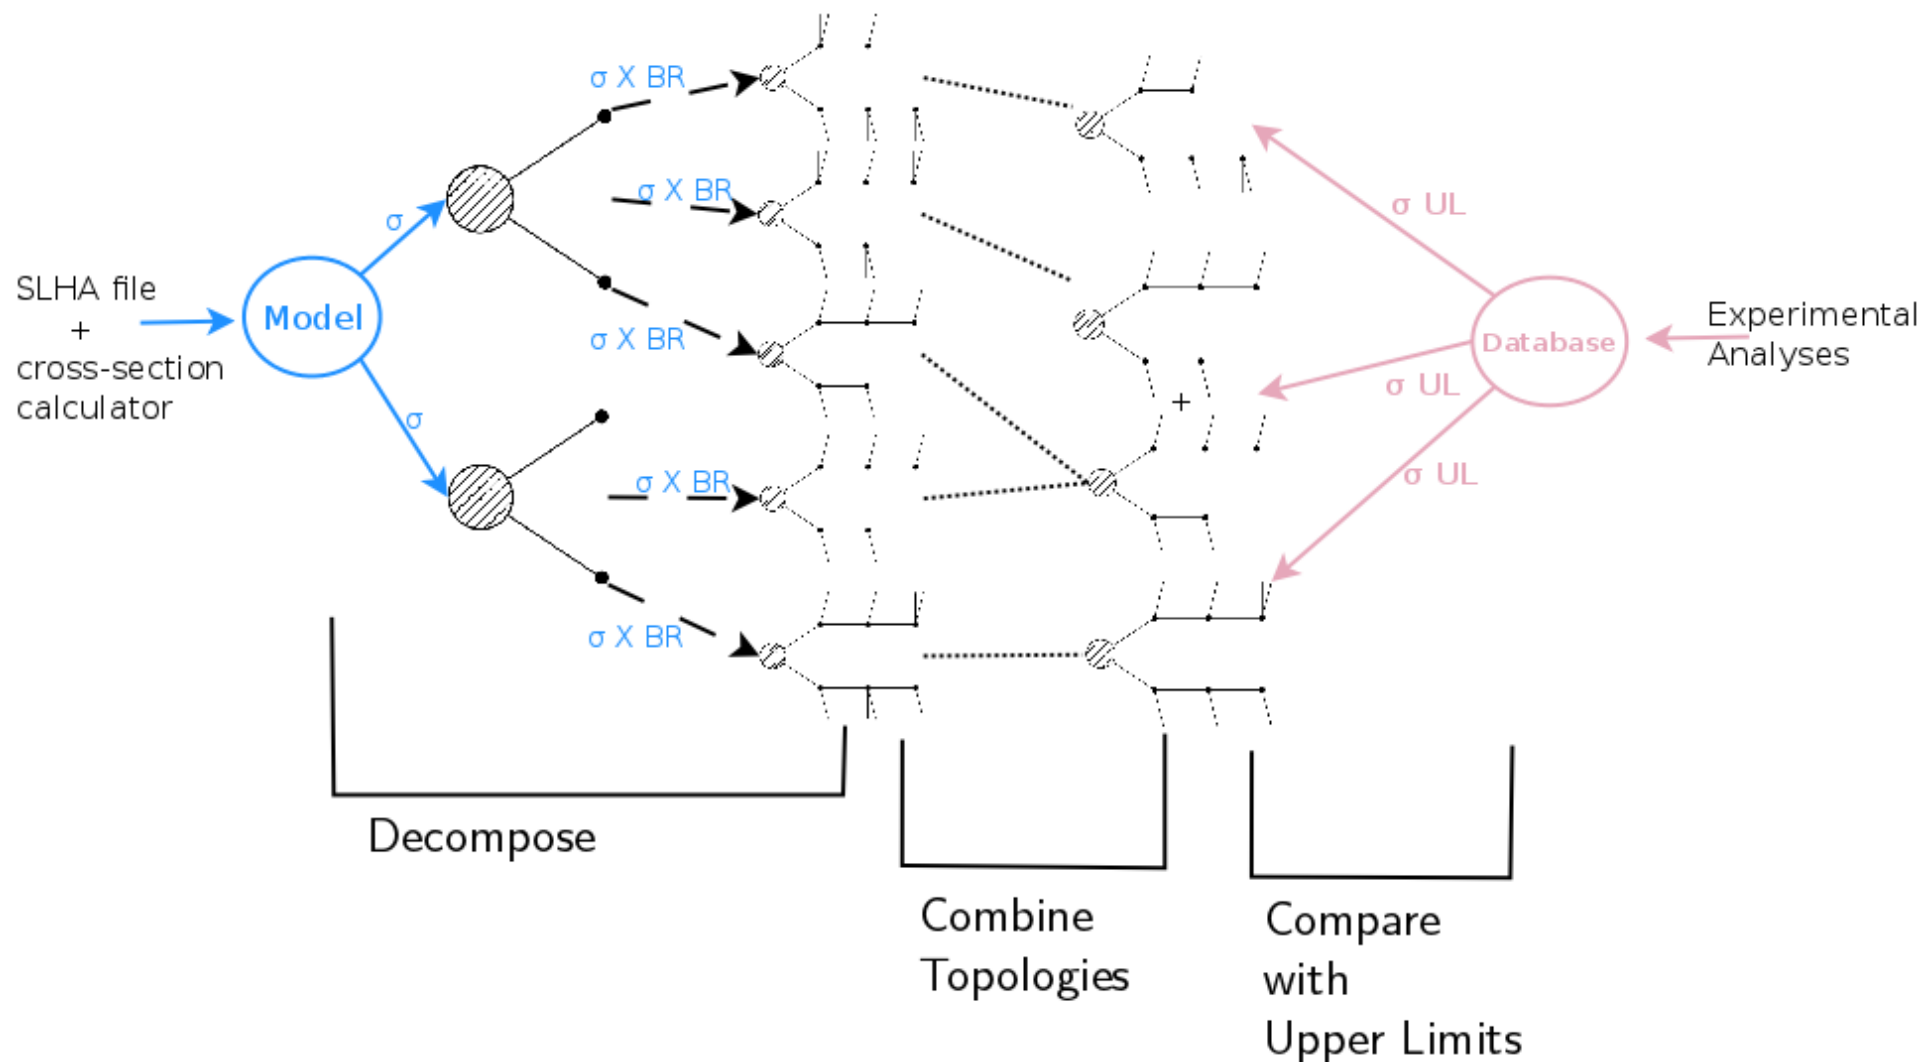 SLHA file
+
cross-section
calculator
Model
σ
σ
σ X BR
σ X BR
σ X BR
σ X BR
σ X BR
+
σ UL
σ UL
σ UL
Database
Experimental
Analyses
Decompose
Combine
Topologies
Compare
with
Upper Limits